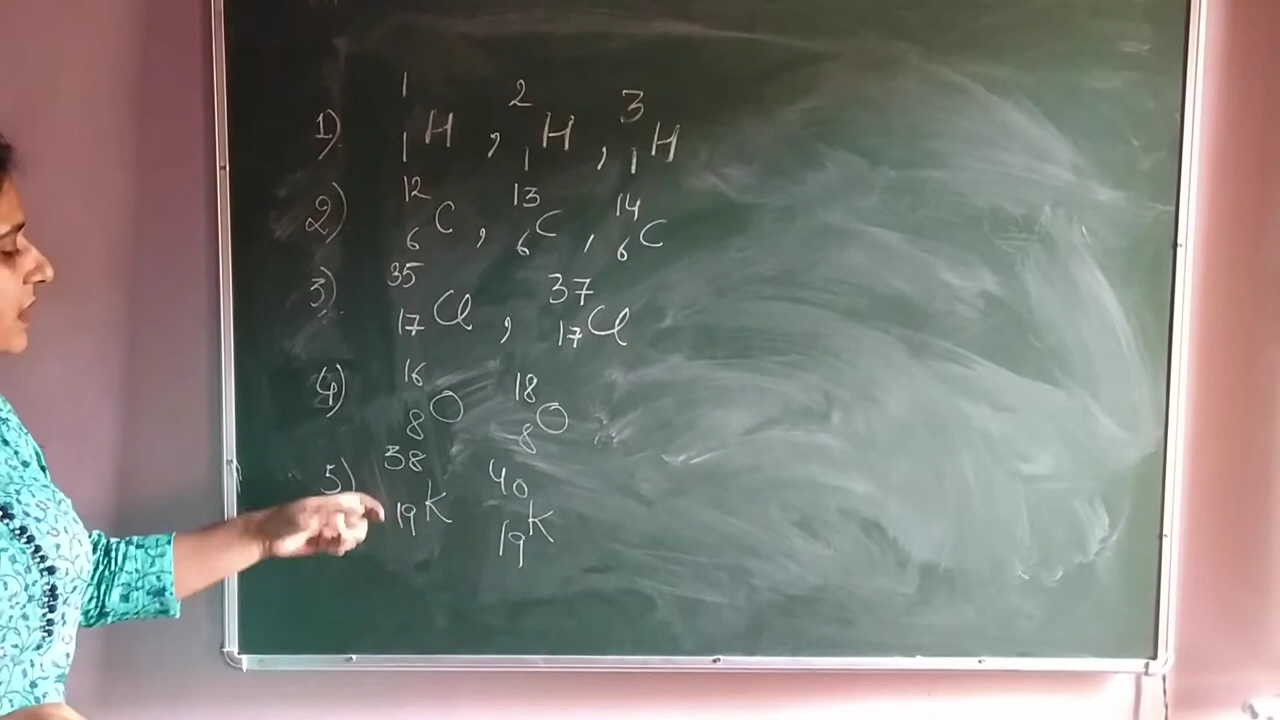 1) ¹₁H , ²₁H , ³₁H
2) ¹²₆C , ¹³₆C , ¹⁴₆C
3) ³⁵₁₇Cl , ³⁷₁₇Cl
4) ¹⁶₈O ¹⁸₈O
5) ³⁸₁₉K ⁴⁰₁₉K